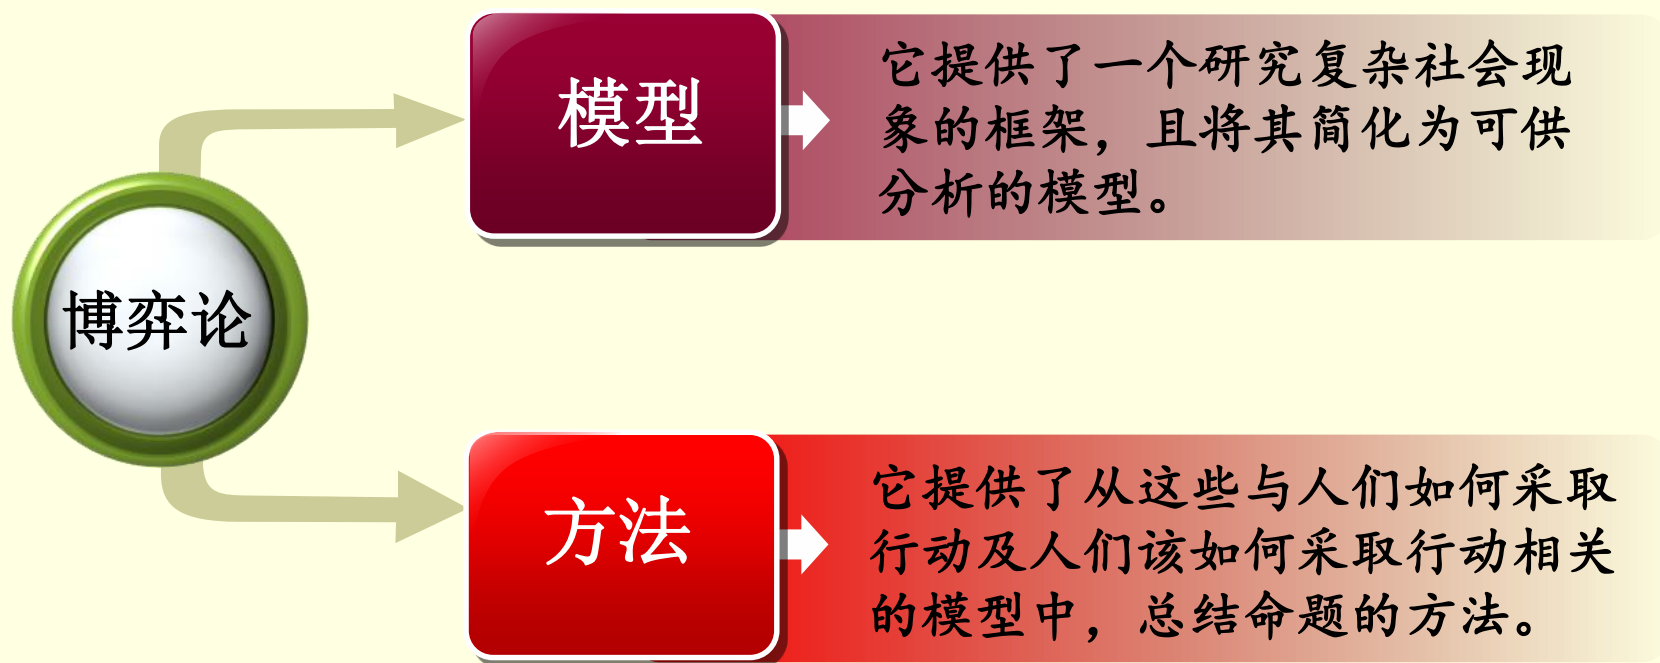 博弈论
模型
它提供了一个研究复杂社会现
象的框架，且将其简化为可供
分析的模型。
方法
它提供了从这些与人们如何采取
行动及人们该如何采取行动相关
的模型中，总结命题的方法。